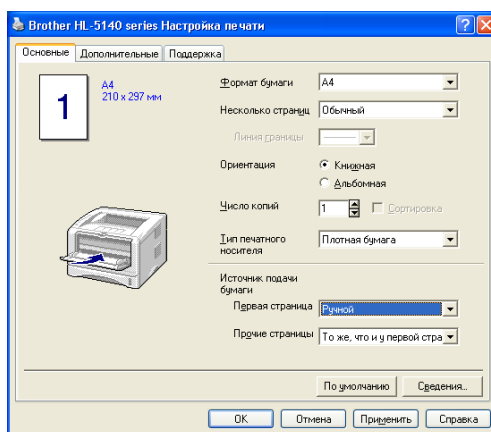 Brother HL-5140 series Настройка печати
Основные Дополнительные Поддержка
1
A4
210 x 297 мм
Формат бумаги A4
Несколько страниц Обычный
Линия границы
Ориентация Книжная
Альбомная
Число копий 1 Сортировка
Тип печатного носителя Плотная бумага
Источник подачи бумаги
Первая страница Ручной
Прочие страницы То же, что и у первой стра
По умолчанию Сведения...
OK Отмена Применить Справка